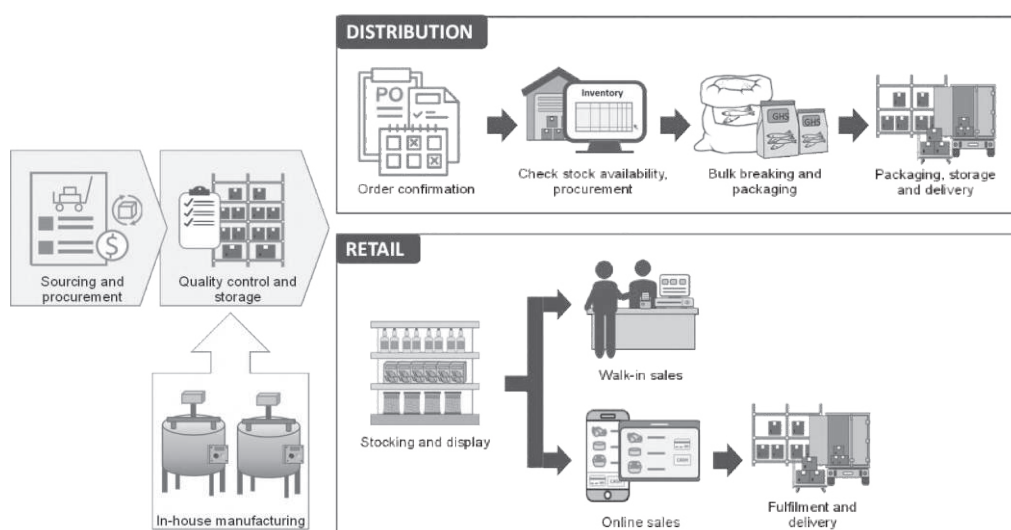 DISTRIBUTION
PO
Inventory
GHS
GHS
Order confirmation
Check stock availability,
procurement
Bulk breaking and
packaging
Packaging, storage
and delivery
$
Sourcing and
procurement
Quality control and
storage
In-house manufacturing
RETAIL
Stocking and display
Walk-in sales
Online sales
Fulfilment and
delivery